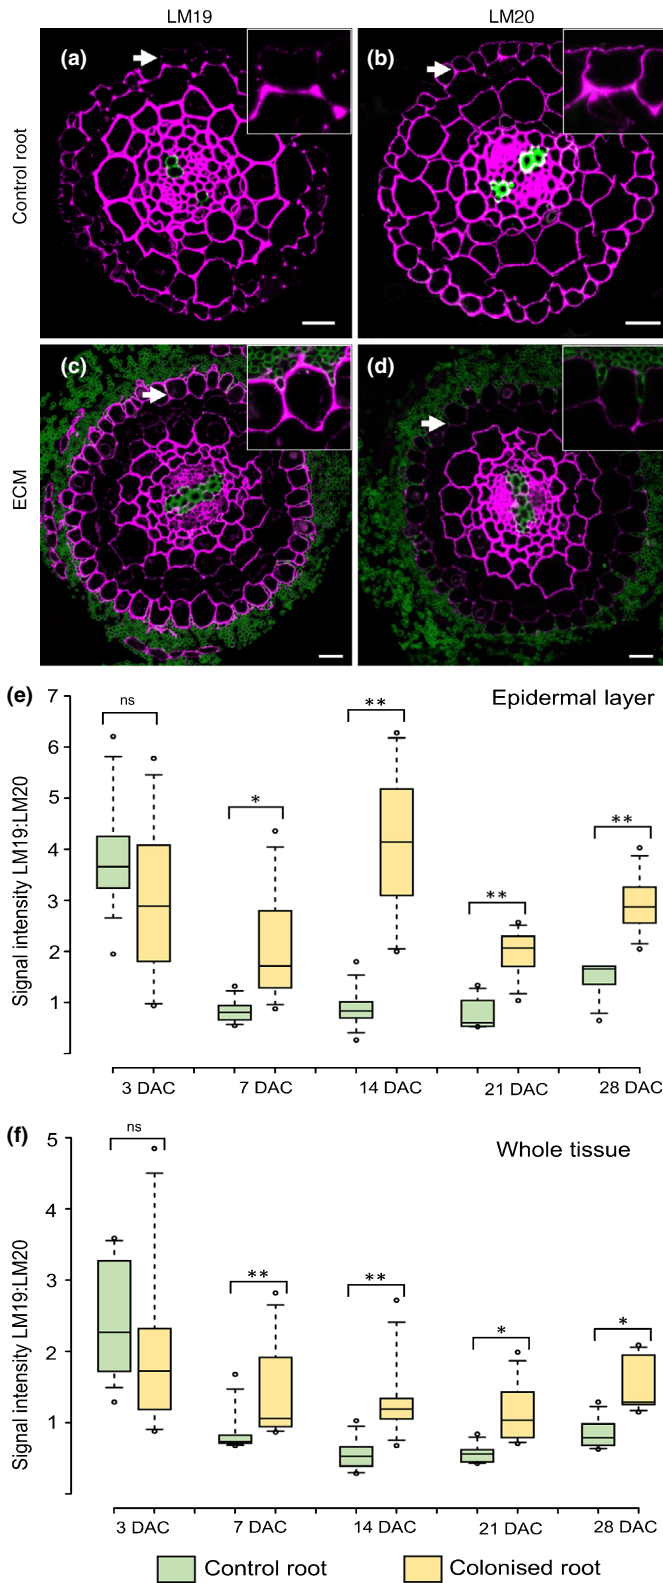 LM19 LM20
Control root
(a) (b)
ECM
(c) (d)
(e) Epidermal layer
Signal intensity LM19:LM20
7
6
5
4
3
2
1
ns * ** ** **
3 DAC 7 DAC 14 DAC 21 DAC 28 DAC
(f) Whole tissue
Signal intensity LM19:LM20
5
4
3
2
1
ns ** ** * *
3 DAC 7 DAC 14 DAC 21 DAC 28 DAC
Control root Colonised root